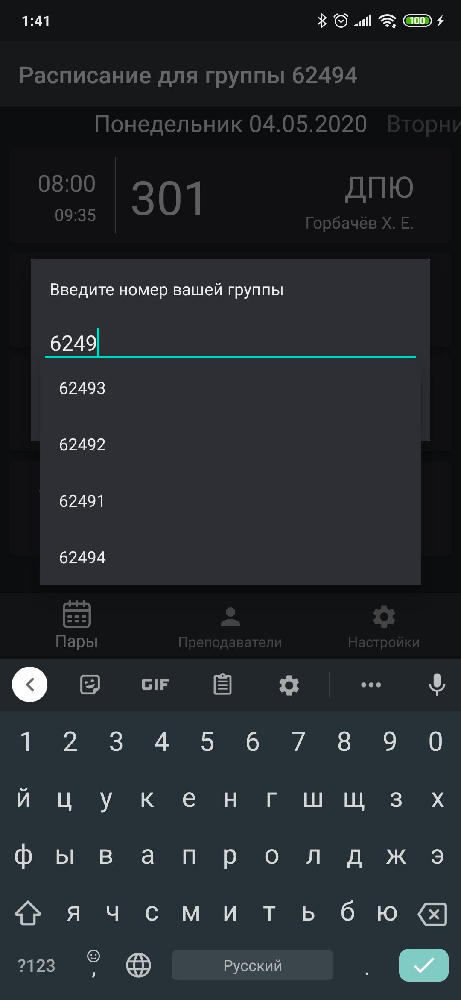 1:41
100
Расписание для группы 62494
Понедельник 04.05.2020 Вторни
08:00
09:35
301
ДПЮ
Горбачёв Х. Е.
Введите номер вашей группы
6249
62493
62492
62491
62494
Пары
Преподаватели
Настройки
GIF
1 2 3 4 5 6 7 8 9 0
й ц у к е н г ш щ з х
ф ы в а п р о л д ж э
я ч с м и т ь б ю
?123 , Русский .